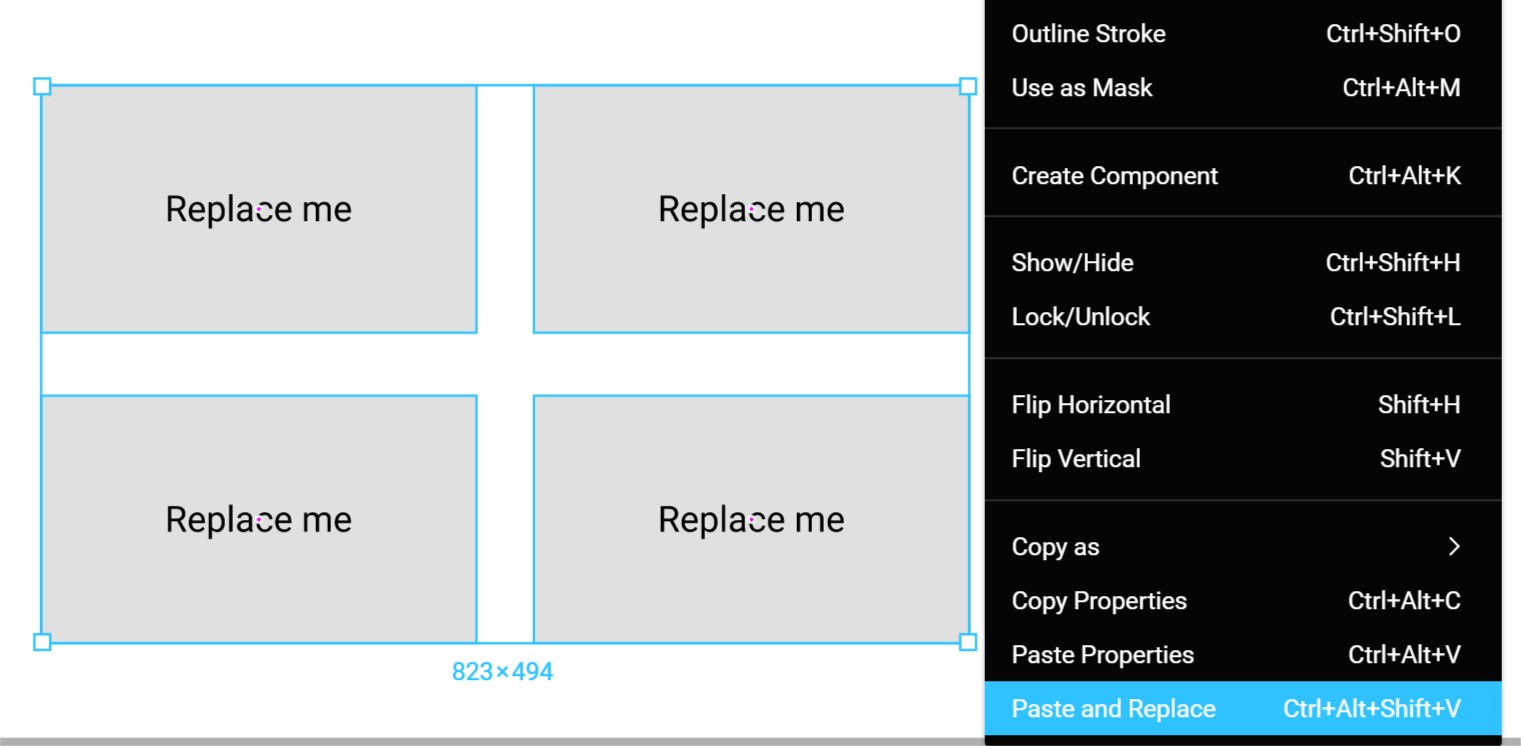 Replace me
Replace me
Replace me
Replace me
823×494
Outline Stroke Ctrl+Shift+O
Use as Mask Ctrl+Alt+M
Create Component Ctrl+Alt+K
Show/Hide Ctrl+Shift+H
Lock/Unlock Ctrl+Shift+L
Flip Horizontal Shift+H
Flip Vertical Shift+V
Copy as
Copy Properties Ctrl+Alt+C
Paste Properties Ctrl+Alt+V
Paste and Replace Ctrl+Alt+Shift+V